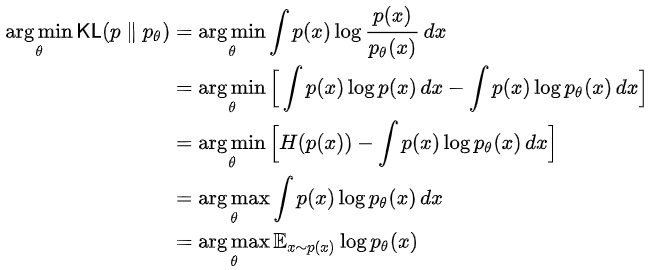 arg min_θ KL(p ∥ p_θ) = arg min_θ ∫ p(x) log p(x)/p_θ(x) dx
= arg min_θ [ ∫ p(x) log p(x) dx − ∫ p(x) log p_θ(x) dx ]
= arg min_θ [ H(p(x)) − ∫ p(x) log p_θ(x) dx ]
= arg max_θ ∫ p(x) log p_θ(x) dx
= arg max_θ 𝔼_{x∼p(x)} log p_θ(x)